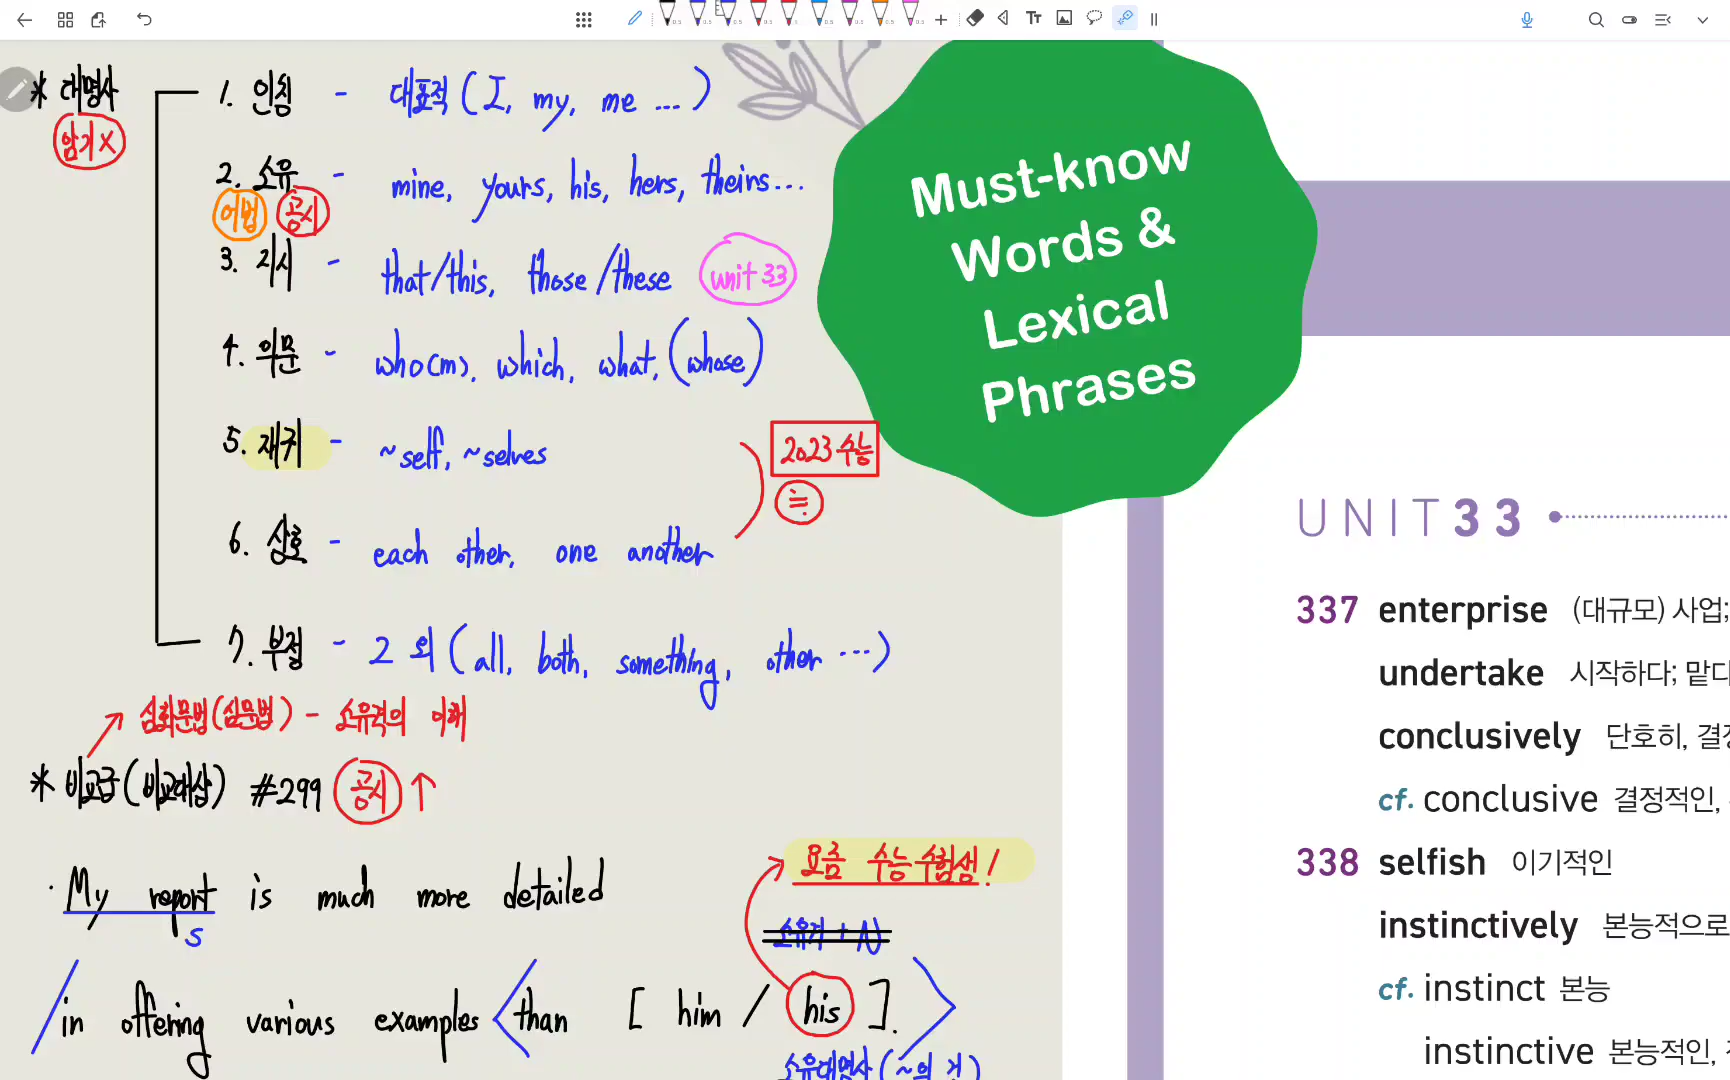 * 대명사
암기 X
1. 인칭 - 대표적 ( I, my, me ... )
2. 소유 - mine, yours, his, hers, theirs...
어법 공시
3. 지시 - that/this, those/these unit 33
4. 의문 - who(m), which, what, (whose)
5. 재귀 - ~self, ~selves
2023 수능
≒
6. 상호 - each other, one another
7. 부정 - 2 외 ( all, both, something, other ... )
심화문법(심문법) - 소유격의 이해
* 비교급 (비교대상) #299 공시 ↑
요즘 수능 수험생!
· My report is much more detailed
S
소유격 + N
/ in offering various examples < than [ him / his ]. >
소유대명사 (~의 것)
Must-know
Words &
Lexical
Phrases
UNIT 33
337 enterprise (대규모) 사업;
undertake 시작하다; 맡다
conclusively 단호히, 결정
cf. conclusive 결정적인,
338 selfish 이기적인
instinctively 본능적으로
cf. instinct 본능
instinctive 본능적인,